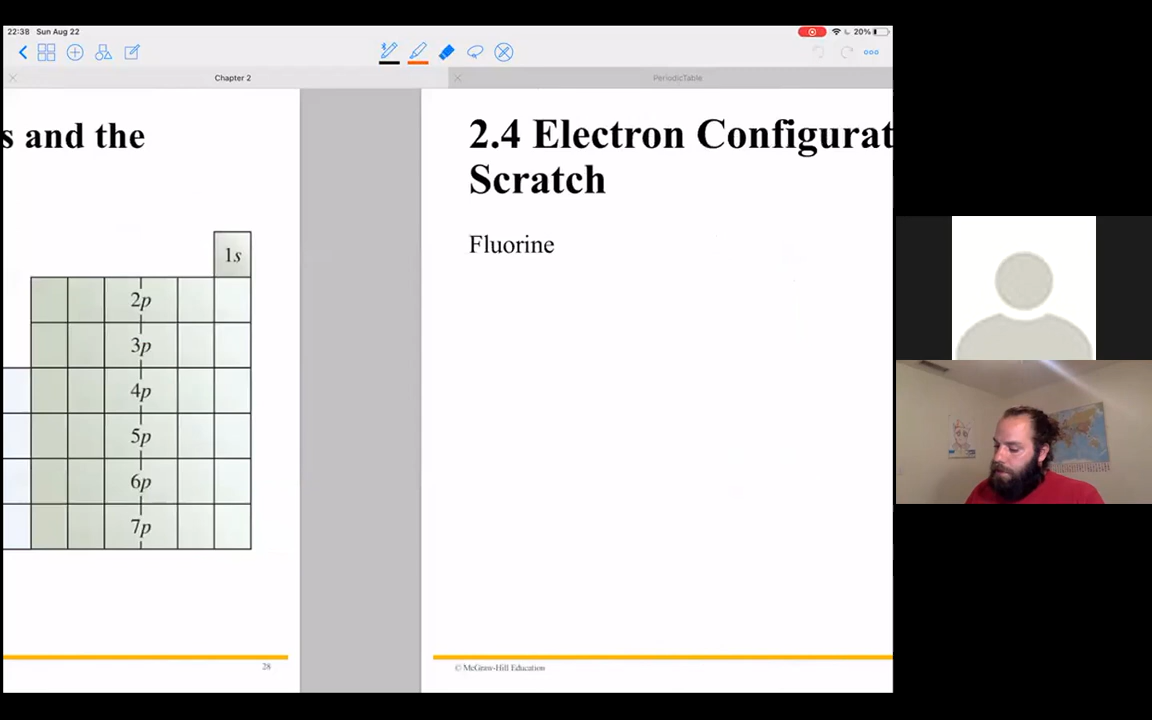 22:38 Sun Aug 22
20%
Chapter 2
PeriodicTable
s and the
1s
2p
3p
4p
5p
6p
7p
28
2.4 Electron Configurat
Scratch
Fluorine
© McGraw-Hill Education